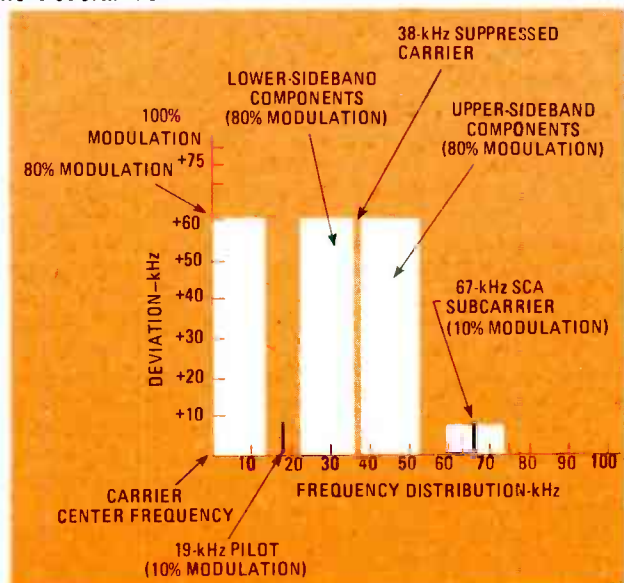 38-kHz SUPPRESSED
CARRIER
LOWER-SIDEBAND
COMPONENTS
(80% MODULATION)
UPPER-SIDEBAND
COMPONENTS
(80% MODULATION)
100%
MODULATION
+75
80% MODULATION
+60
+50
+40
+30
+20
+10
DEVIATION-kHz
67-kHz SCA
SUBCARRIER
(10% MODULATION)
10 20 30 40 50 60 70 80 90 100
FREQUENCY DISTRIBUTION-kHz
CARRIER
CENTER FREQUENCY
19-kHz PILOT
(10% MODULATION)